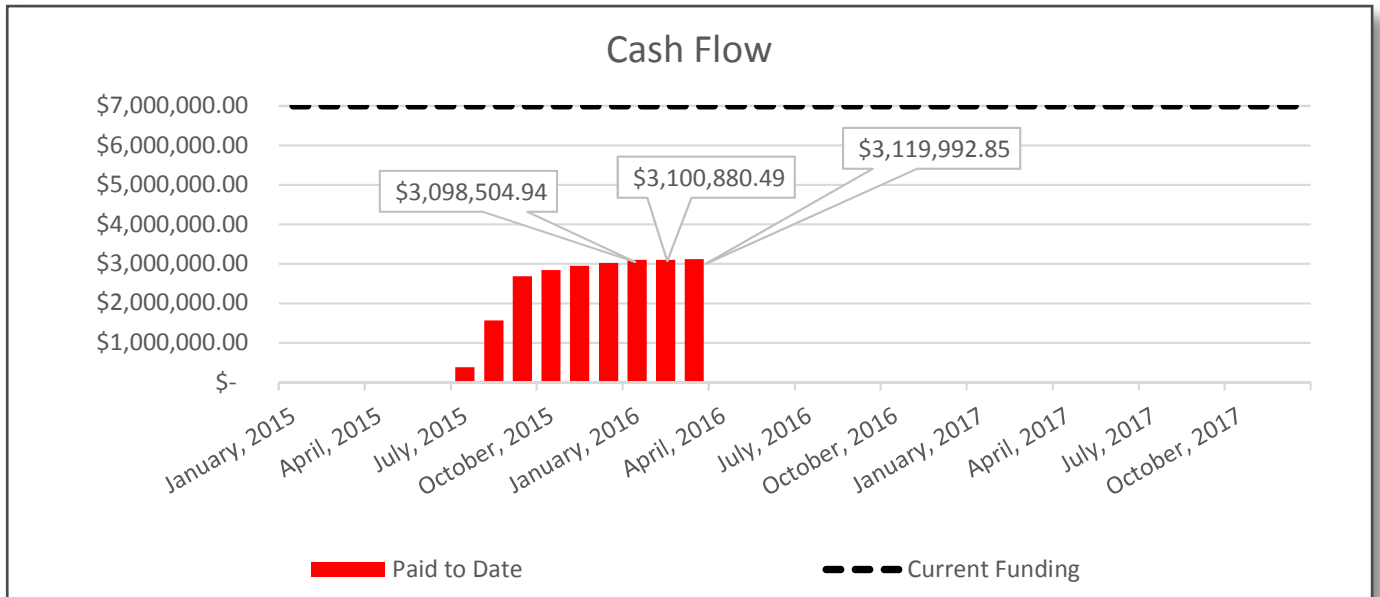 Cash Flow
$7,000,000.00
$6,000,000.00
$5,000,000.00
$4,000,000.00
$3,000,000.00
$2,000,000.00
$1,000,000.00
$-
$3,098,504.94
$3,100,880.49
$3,119,992.85
January, 2015
April, 2015
July, 2015
October, 2015
January, 2016
April, 2016
July, 2016
October, 2016
January, 2017
April, 2017
July, 2017
October, 2017
Paid to Date
Current Funding